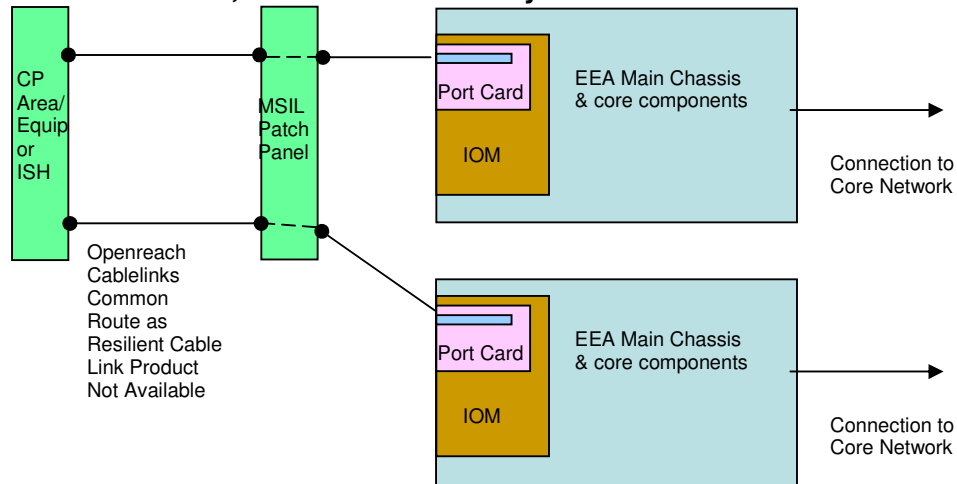 CP
Area/
Equip
or
ISH
MSIL
Patch
Panel
Port Card
IOM
EEA Main Chassis
& core components
Connection to
Core Network
Openreach
Cablelinks
Common
Route as
Resilient Cable
Link Product
Not Available
Port Card
IOM
EEA Main Chassis
& core components
Connection to
Core Network